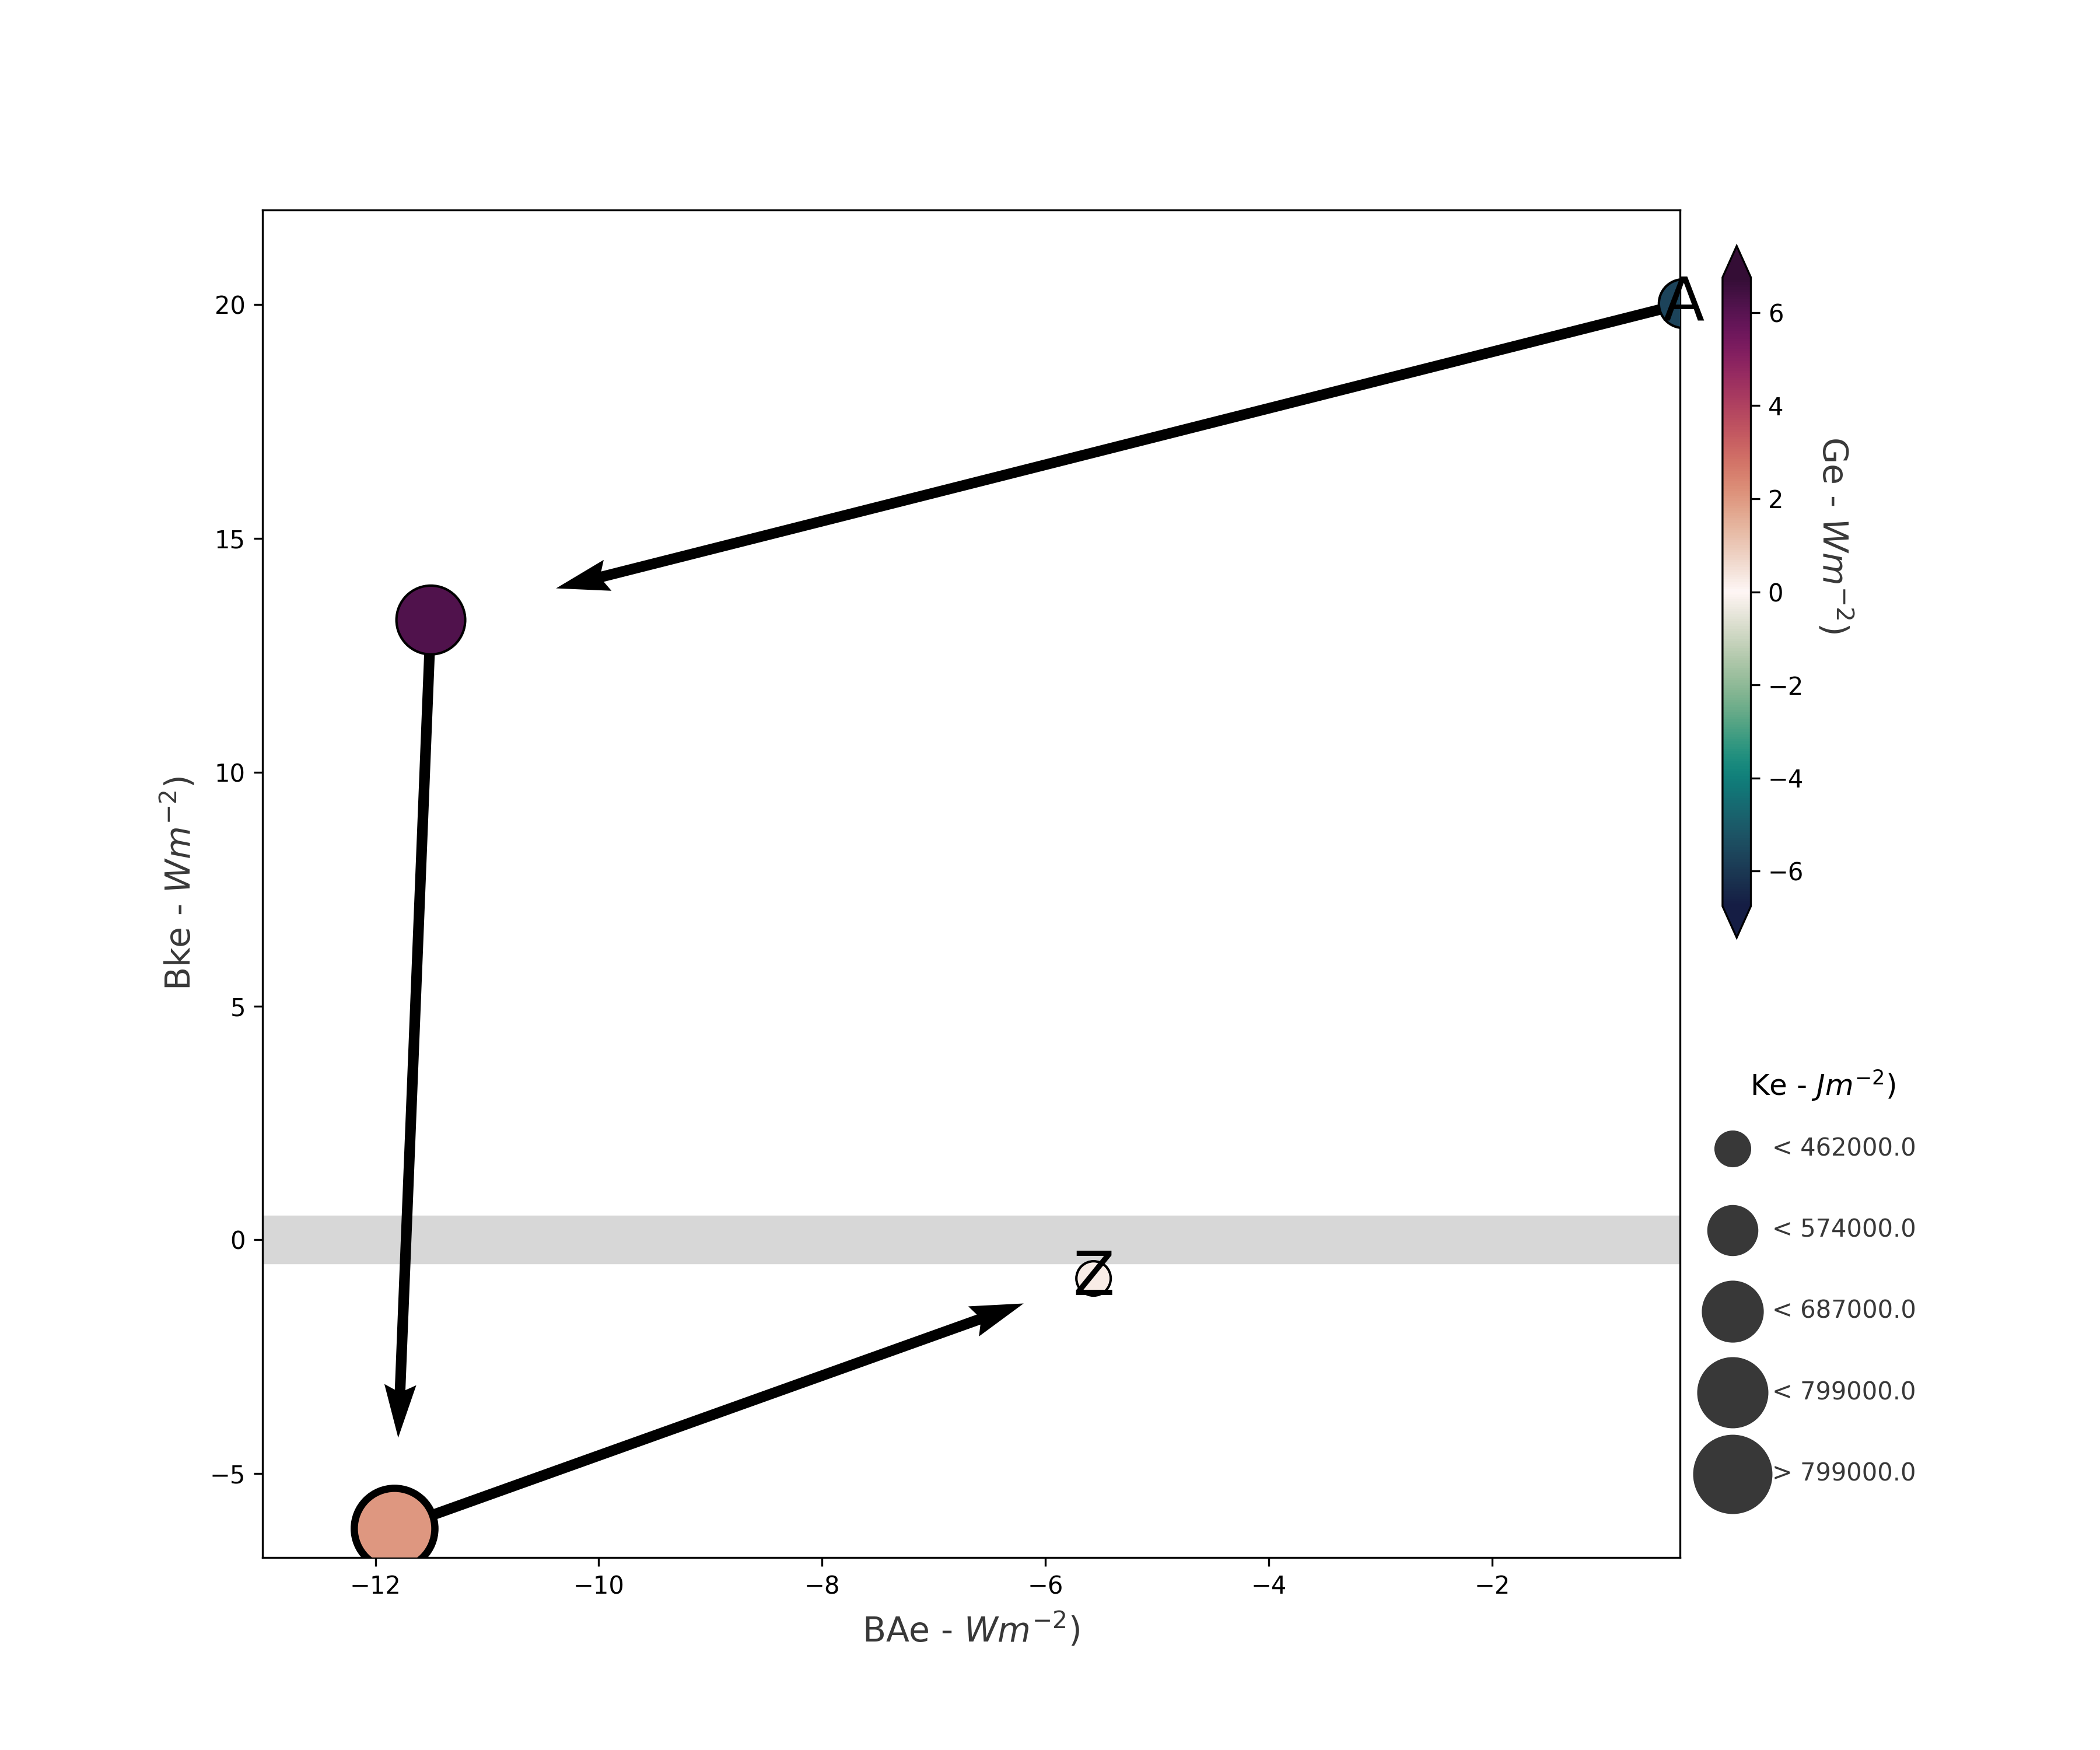 A
20
15
10
5
0
−5
Bke - Wm⁻²)
Z
−12 −10 −8 −6 −4 −2
BAe - Wm⁻²)
6
4
2
0
−2
−4
−6
Ge - Wm⁻²)
Ke - Jm⁻²)
< 462000.0
< 574000.0
< 687000.0
< 799000.0
> 799000.0